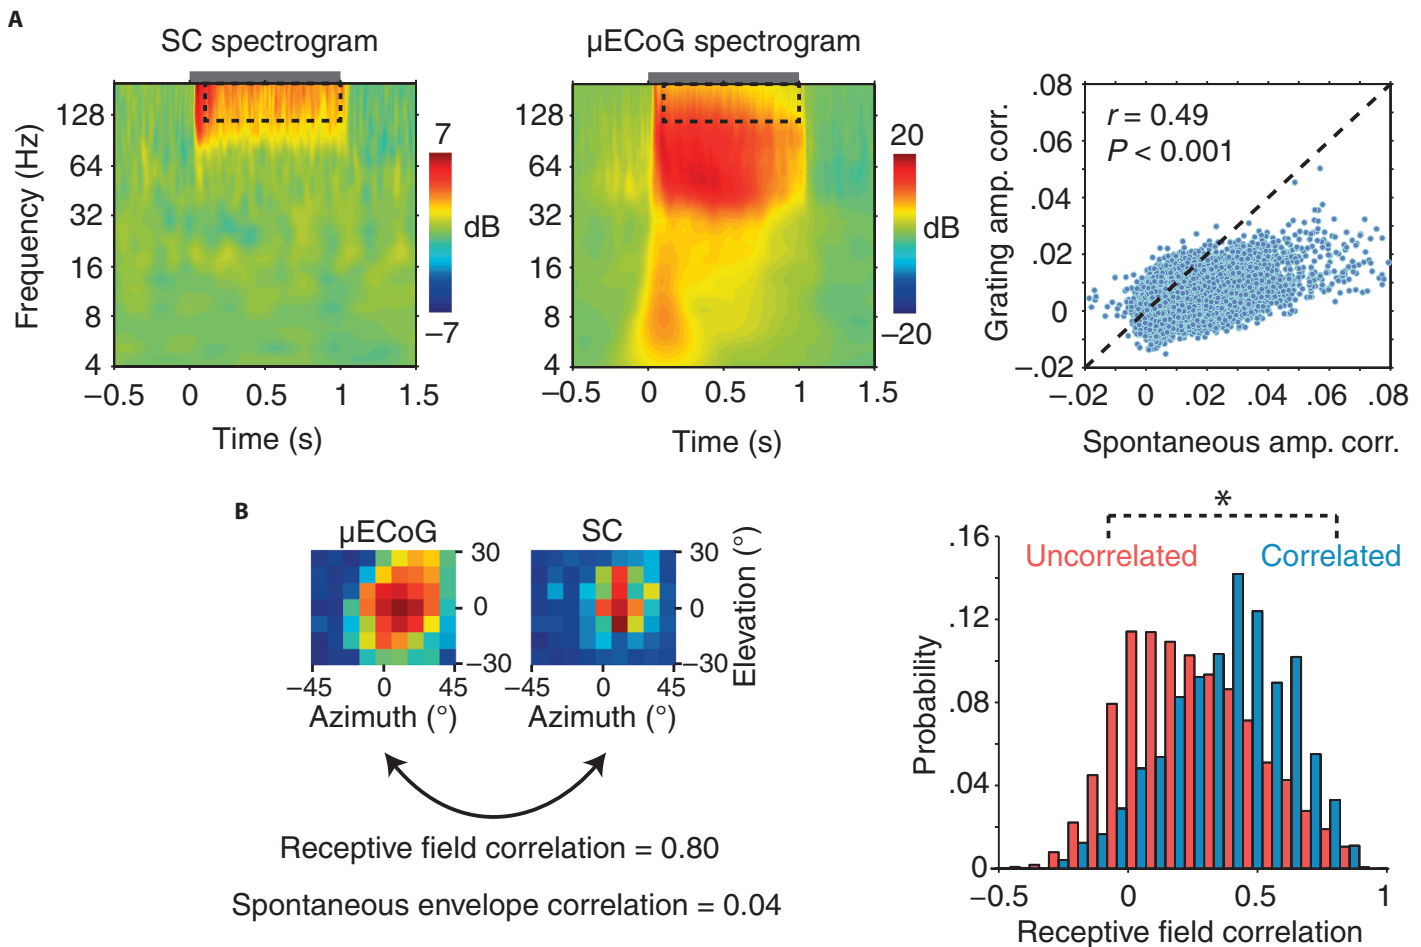 A
SC spectrogram
Frequency (Hz)
128
64
32
16
8
4
−0.5 0 0.5 1 1.5
Time (s)
7
dB
−7
µECoG spectrogram
128
64
32
16
8
4
−0.5 0 0.5 1 1.5
Time (s)
20
dB
−20
Grating amp. corr.
.08
.06
.04
.02
0
−.02
r = 0.49
P < 0.001
−.02 0 .02 .04 .06 .08
Spontaneous amp. corr.
B
µECoG
30
0
−30
−45 0 45
Azimuth (°)
SC
30
0
−30
Elevation (°)
−45 0 45
Azimuth (°)
Receptive field correlation = 0.80
Spontaneous envelope correlation = 0.04
*
Uncorrelated Correlated
Probability
.16
.12
.08
.04
0
−0.5 0 0.5 1
Receptive field correlation